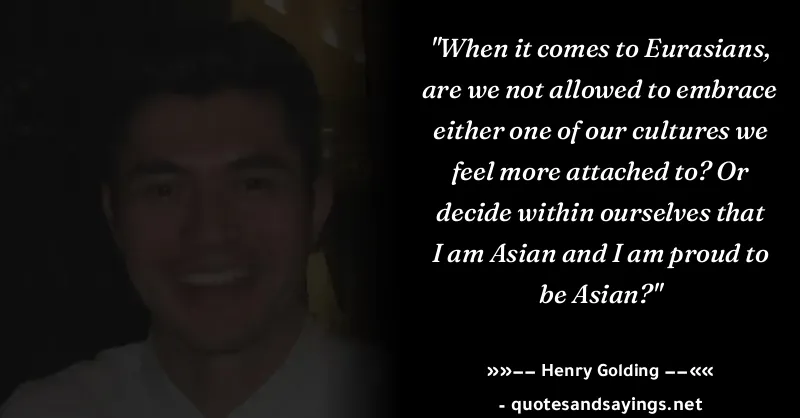 "When it comes to Eurasians,
are we not allowed to embrace
either one of our cultures we
feel more attached to? Or
decide within ourselves that
I am Asian and I am proud to
be Asian?"
»»−− Henry Golding −−««
- quotesandsayings.net